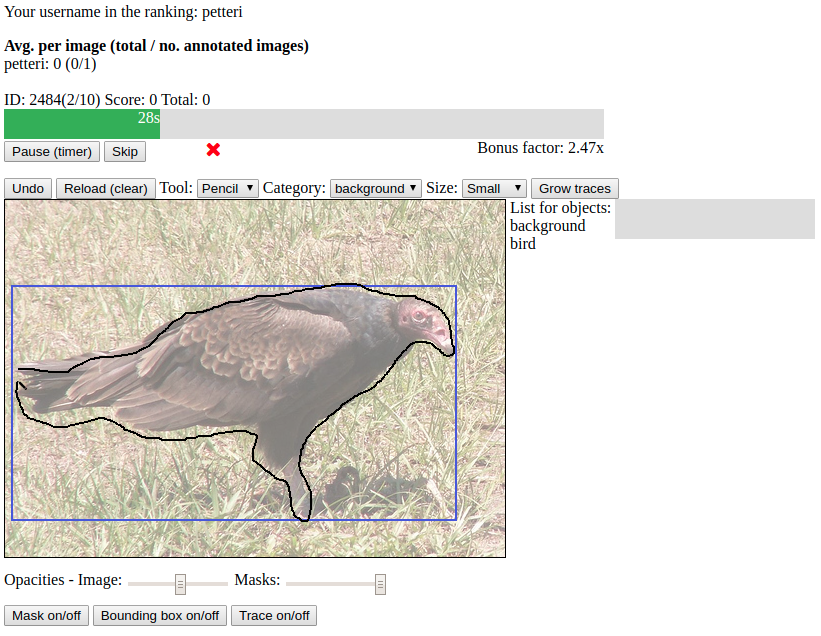 Your username in the ranking: petteri
Avg. per image (total / no. annotated images)
petteri: 0 (0/1)
ID: 2484(2/10) Score: 0 Total: 0
28s
Pause (timer) Skip Bonus factor: 2.47x
Undo Reload (clear) Tool: Pencil Category: background Size: Small Grow traces
List for objects:
background
bird
Opacities - Image: Masks:
Mask on/off Bounding box on/off Trace on/off